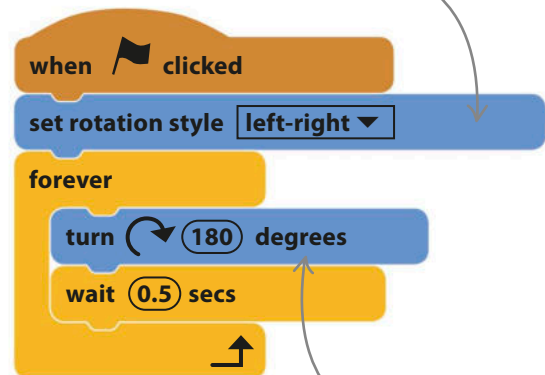 when clicked
set rotation style left-right
forever
turn 180 degrees
wait 0.5 secs